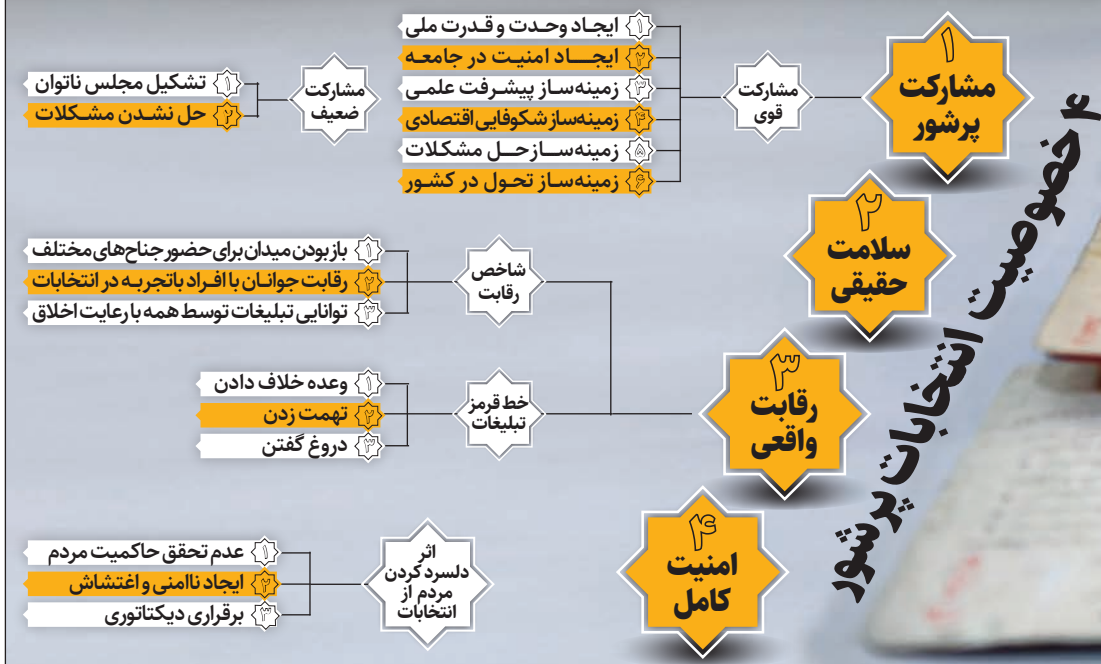 ۴ خصوصیت انتخابات پرشور
۱
مشارکت
پرشور
مشارکت
قوی
۱ ایجاد وحدت و قدرت ملی
۲ ایجاد امنیت در جامعه
۳ زمینه‌ساز پیشرفت علمی
۴ زمینه‌ساز شکوفایی اقتصادی
۵ زمینه‌ساز حل مشکلات
۶ زمینه‌ساز تحول در کشور
مشارکت
ضعیف
۱ تشکیل مجلس ناتوان
۲ حل نشدن مشکلات
۲
سلامت
حقیقی
۳
رقابت
واقعی
شاخص
رقابت
۱ باز بودن میدان برای حضور جناح‌های مختلف
۲ رقابت جوانان با افراد باتجربه در انتخابات
۳ توانایی تبلیغات توسط همه با رعایت اخلاق
خط قرمز
تبلیغات
۱ وعده خلاف دادن
۲ تهمت زدن
۳ دروغ گفتن
۴
امنیت
کامل
اثر
دلسرد کردن
مردم از
انتخابات
۱ عدم تحقق حاکمیت مردم
۲ ایجاد ناامنی و اغتشاش
۳ برقراری دیکتاتوری